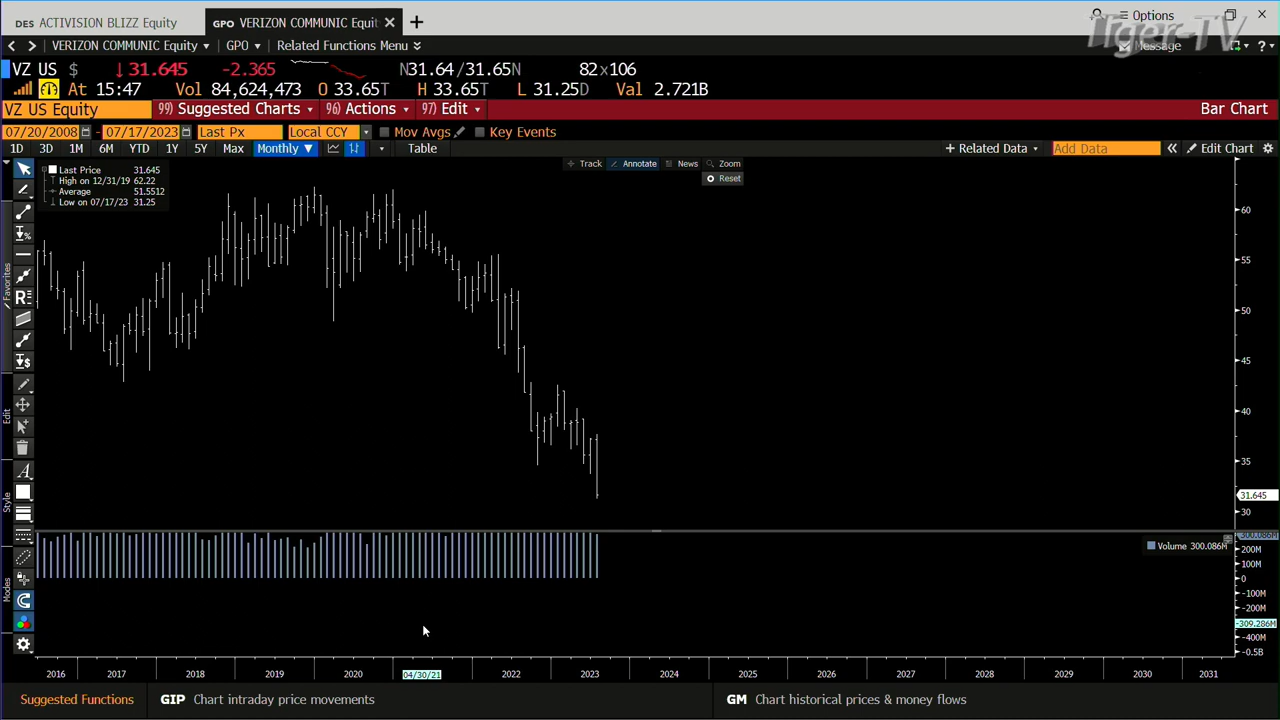 DES ACTIVISION BLIZZ Equity
GPO VERIZON COMMUNIC Equit
Options
VERIZON COMMUNIC Equity GPO Related Functions Menu
Message
Tiger-TV
VZ US $ 31.645 -2.365 N31.64/31.65N 82x106
At 15:47 Vol 84,624,473 O 33.65T H 33.65T L 31.25D Val 2.721B
VZ US Equity 99) Suggested Charts 96) Actions 97) Edit Bar Chart
07/20/2008 - 07/17/2023 Last Px Local CCY Mov Avgs Key Events
1D 3D 1M 6M YTD 1Y 5Y Max Monthly ▼ Table + Related Data Add Data « Edit Chart
Track Annotate News Zoom
Reset
Last Price 31.645
High on 12/31/19 62.22
Average 51.5512
Low on 07/17/23 31.25
Favorites
Edit
Style
Modes
60
55
50
45
40
35
31.645
30
Volume 300.086M
300.086M
200M
100M
0
-100M
-200M
-309.286M
-400M
-0.5B
2016 2017 2018 2019 2020 04/30/21 2022 2023 2024 2025 2026 2027 2028 2029 2030 2031
Suggested Functions GIP Chart intraday price movements GM Chart historical prices & money flows